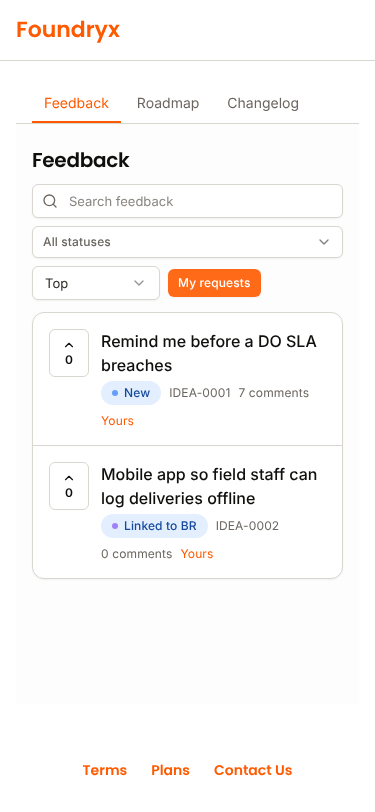 Foundryx
Feedback
Roadmap
Changelog
Feedback
Search feedback
All statuses
Top
My requests
0
Remind me before a DO SLA
breaches
New
IDEA-0001
7 comments
Yours
0
Mobile app so field staff can
log deliveries offline
Linked to BR
IDEA-0002
0 comments
Yours
Terms
Plans
Contact Us